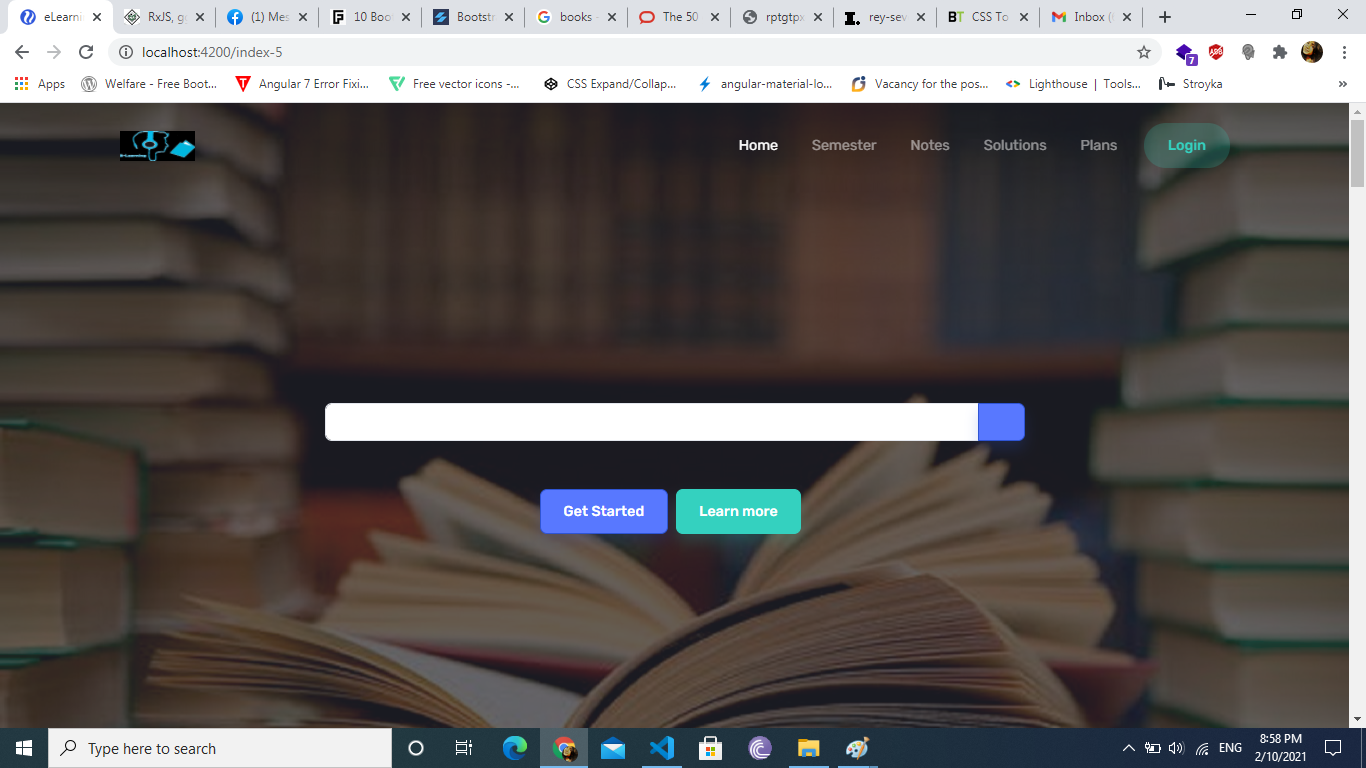 eLearni
RxJS, g
(1) Mes
10 Boo
Bootstr
books -
The 50
rptgtpx
rey-sev
CSS To
Inbox (
localhost:4200/index-5
7
Apps
Welfare - Free Boot...
Angular 7 Error Fixi...
Free vector icons -...
CSS Expand/Collap...
angular-material-lo...
Vacancy for the pos...
Lighthouse | Tools...
Stroyka
Home
Semester
Notes
Solutions
Plans
Login
Get Started
Learn more
Type here to search
ENG
8:58 PM
2/10/2021